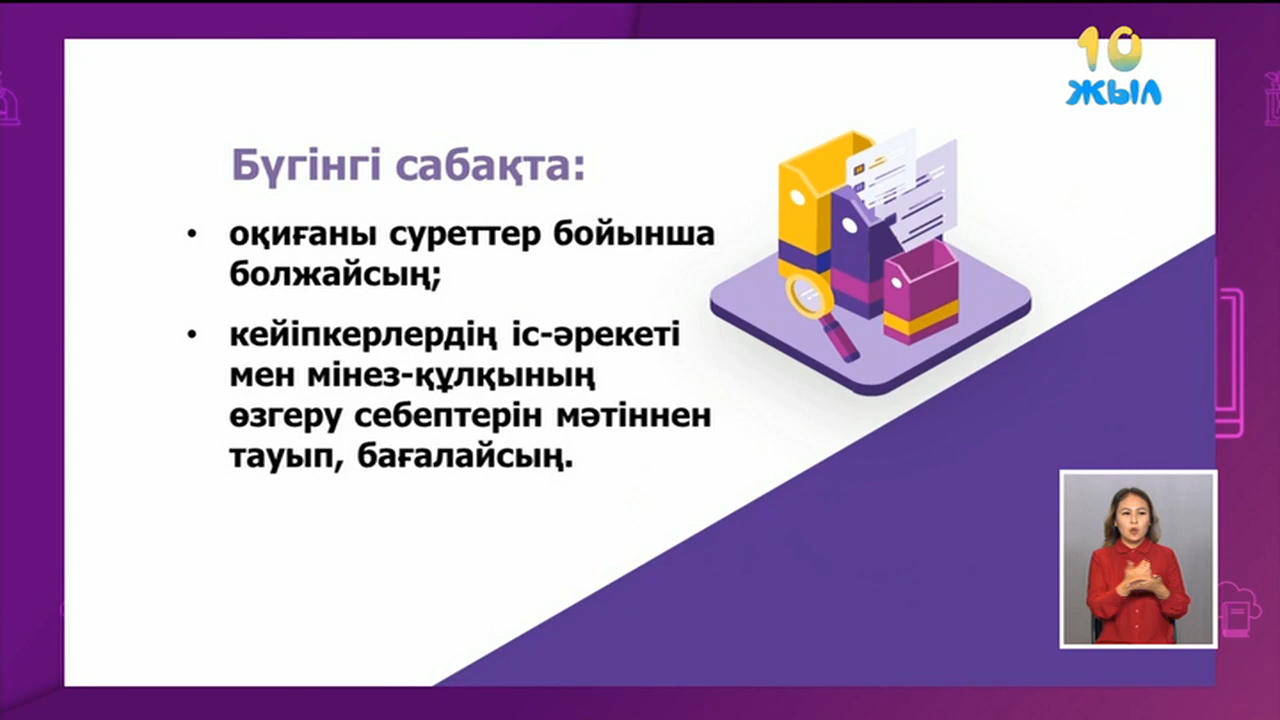 10
ЖЫЛ
Бүгінгі сабақта:
• оқиғаны суреттер бойынша
болжайсың;
• кейіпкерлердің іс-әрекеті
мен мінез-құлқының
өзгеру себептерін мәтіннен
тауып, бағалайсың.